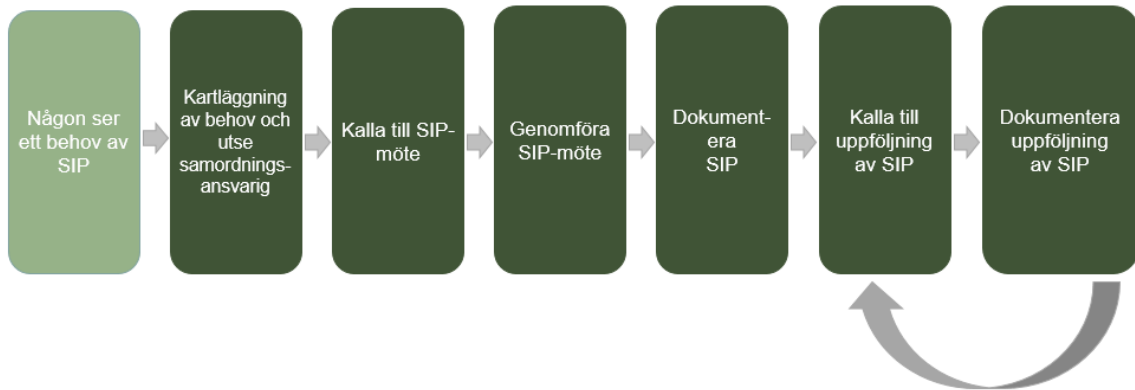 Någon ser
ett behov av
SIP
Kartläggning
av behov och
utse
samordnings-
ansvarig
Kalla till SIP-
möte
Genomföra
SIP-möte
Dokument-
era
SIP
Kalla till
uppföljning
av SIP
Dokumentera
uppföljning
av SIP